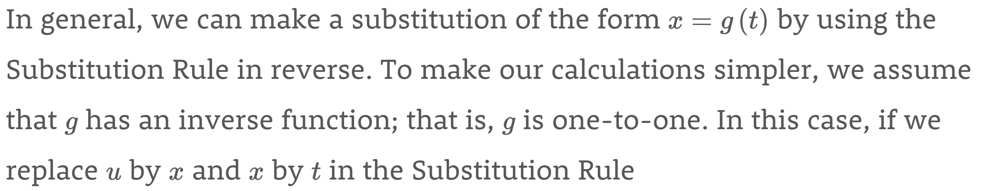 In general, we can make a substitution of the form x = g (t) by using the
Substitution Rule in reverse. To make our calculations simpler, we assume
that g has an inverse function; that is, g is one-to-one. In this case, if we
replace u by x and x by t in the Substitution Rule